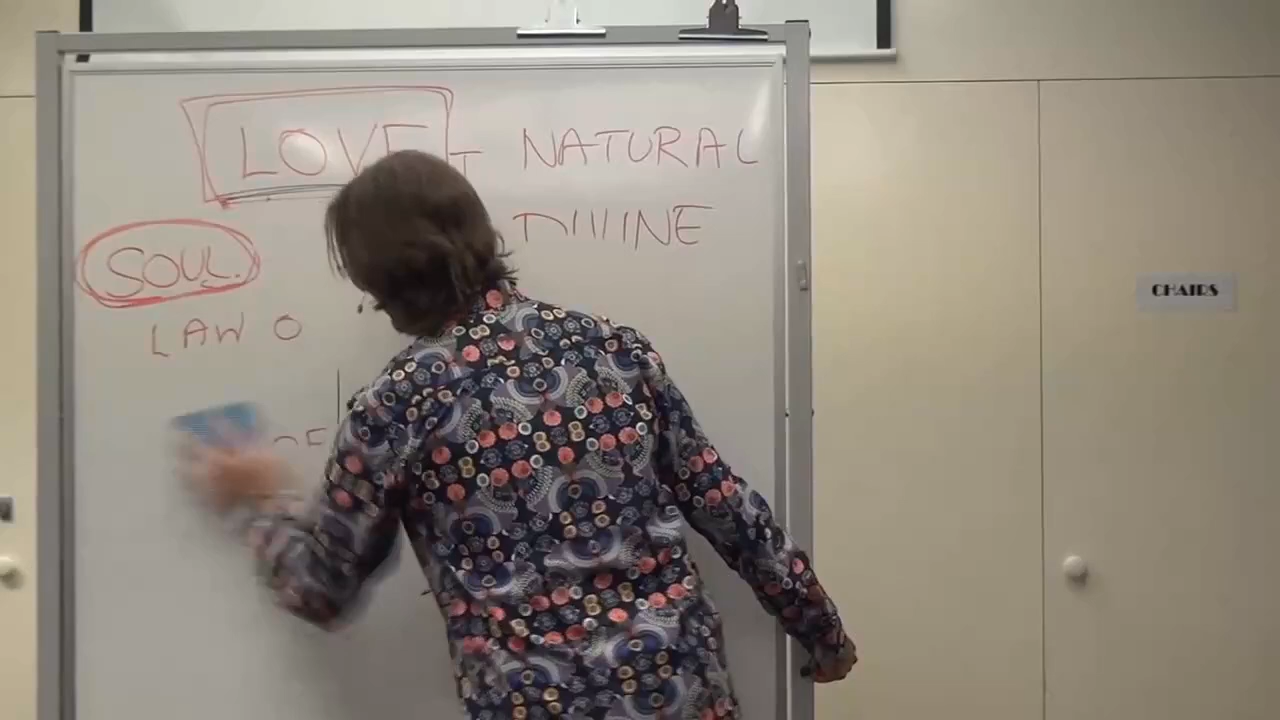 LOVE NATURAL
DIVINE
SOUL.
LAW O
CHAIRS